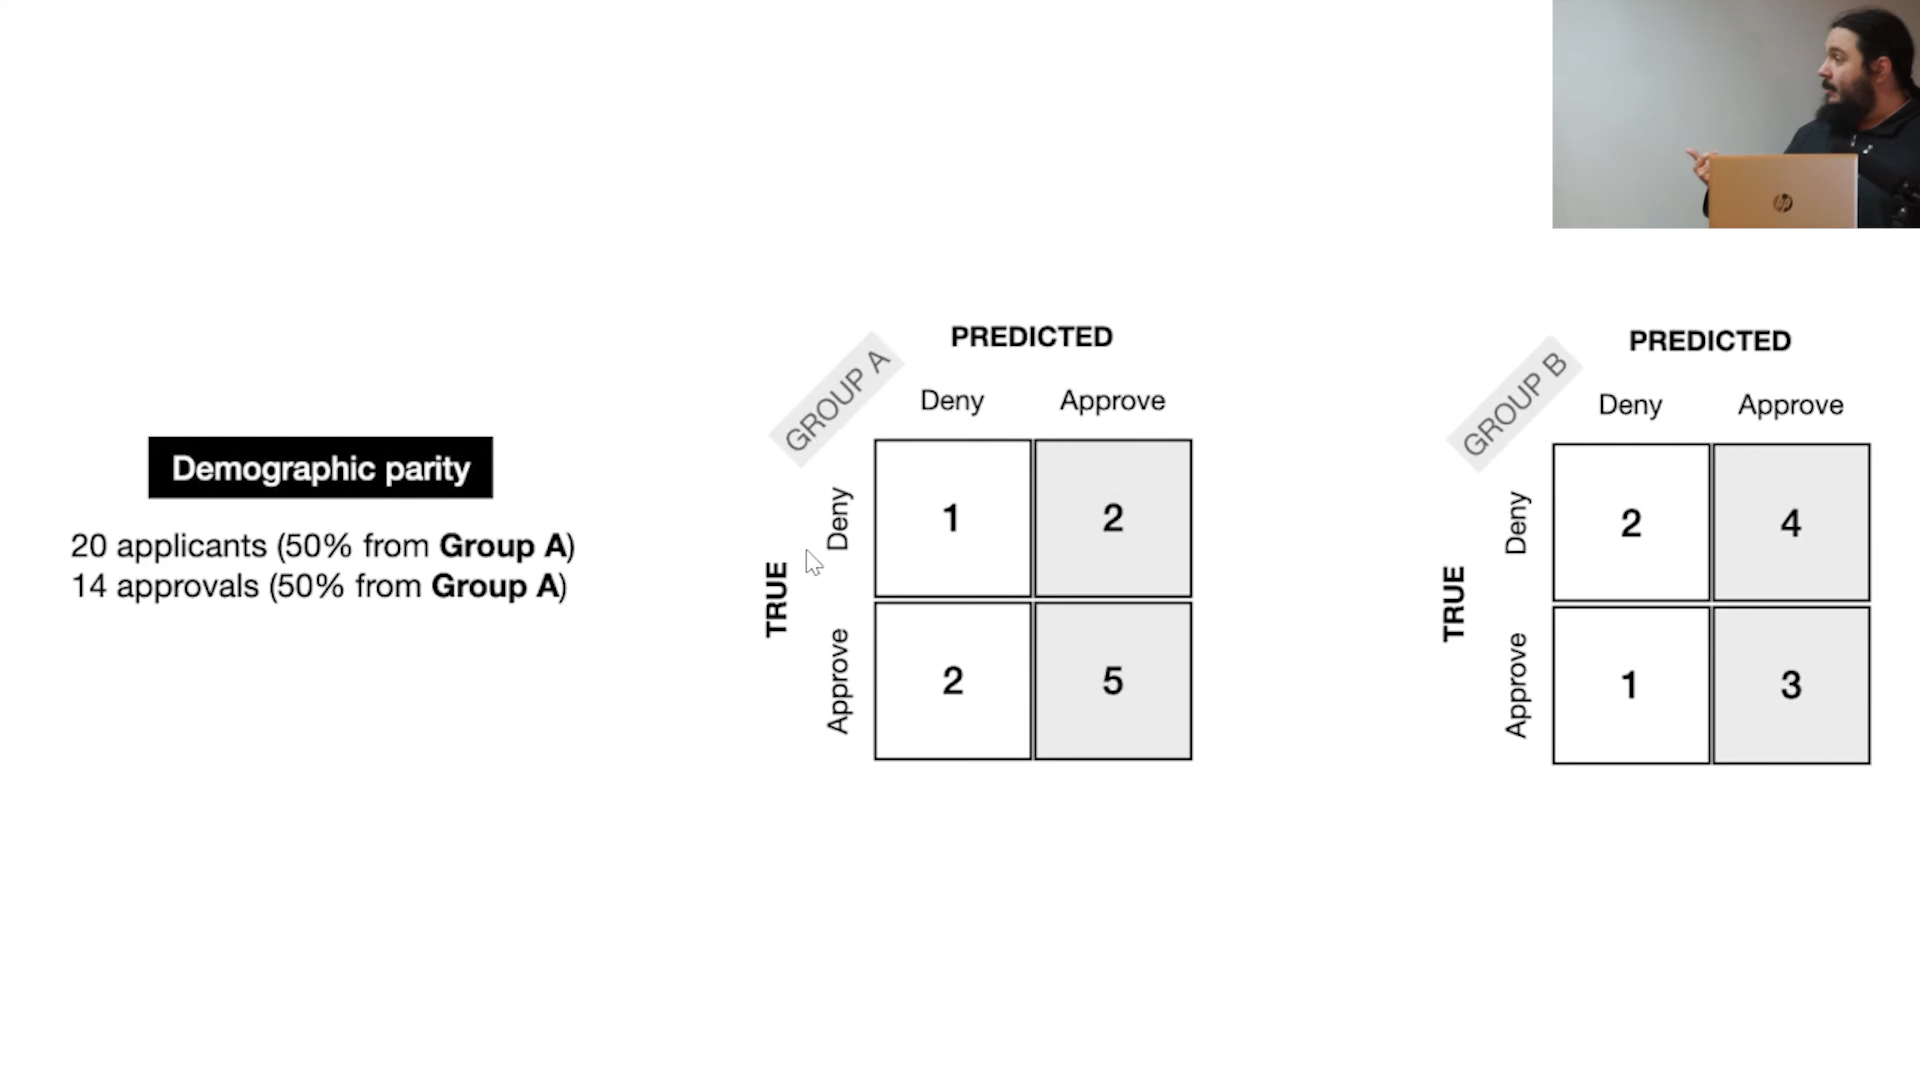 Demographic parity
20 applicants (50% from Group A)
14 approvals (50% from Group A)
GROUP A
PREDICTED
Deny Approve
TRUE
Deny
1 2
Approve
2 5
GROUP B
PREDICTED
Deny Approve
TRUE
Deny
2 4
Approve
1 3
hp